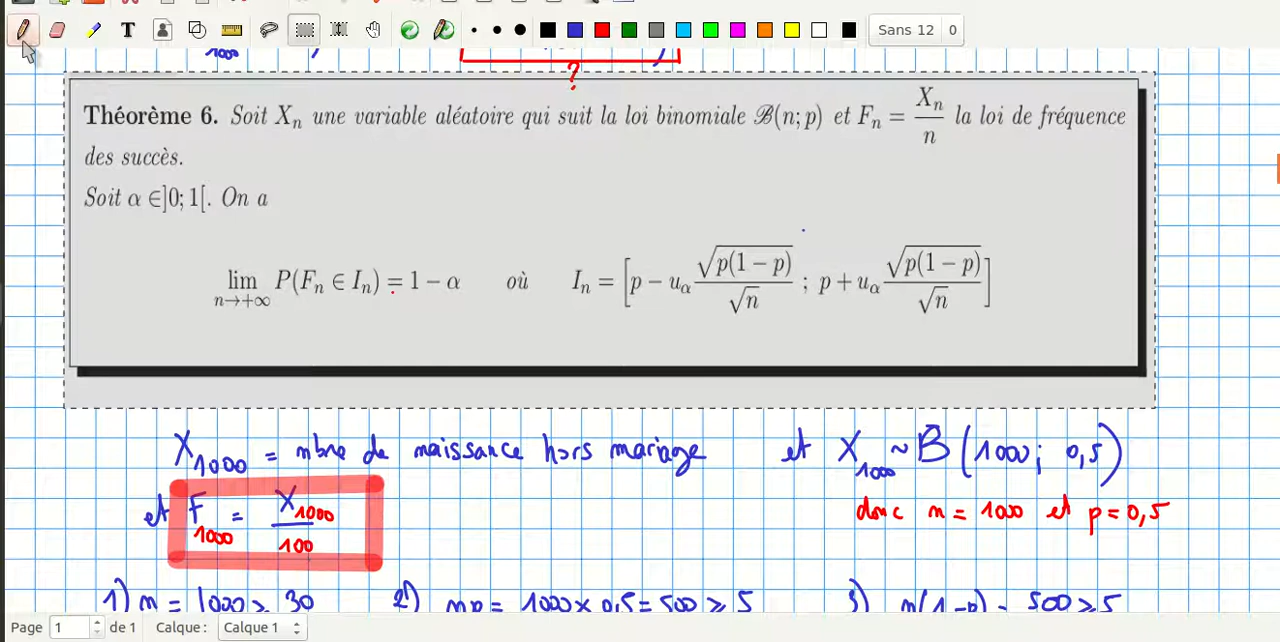 Sans 12 0
1000
?
Théorème 6. Soit Xn une variable aléatoire qui suit la loi binomiale ℬ(n; p) et Fn = Xn/n la loi de fréquence
des succès.
Soit α ∈]0; 1[. On a
lim n→+∞ P(Fn ∈ In) = 1 − α où In = [p − uα √p(1 − p)/√n ; p + uα √p(1 − p)/√n]
X1000 = nbre de naissance hors mariage et X1000 ~ B(1000; 0,5)
et F1000 = X1000/100 donc n = 1000 et p = 0,5
1) n = 1000 ≥ 30 2) np = 1000 × 0,5 = 500 ≥ 5 3) n(1-p) = 500 ≥ 5
Page 1 de 1 Calque : Calque 1